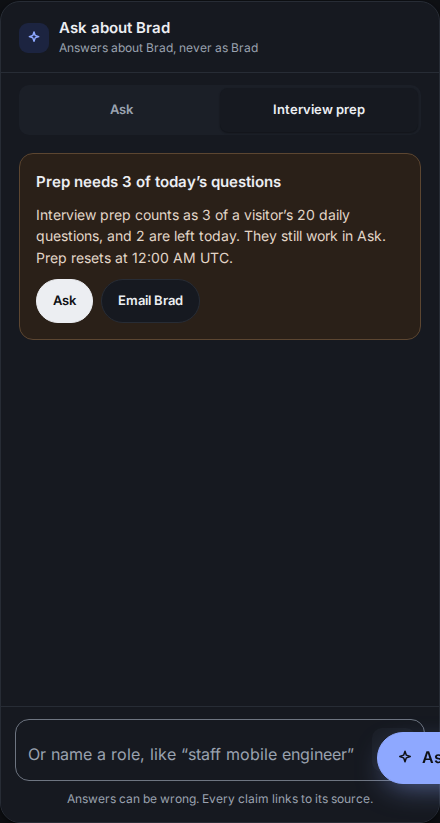 Ask about Brad
Answers about Brad, never as Brad
Ask
Interview prep
Prep needs 3 of today’s questions
Interview prep counts as 3 of a visitor’s 20 daily
questions, and 2 are left today. They still work in Ask.
Prep resets at 12:00 AM UTC.
Ask
Email Brad
Or name a role, like “staff mobile engineer”
As
Answers can be wrong. Every claim links to its source.